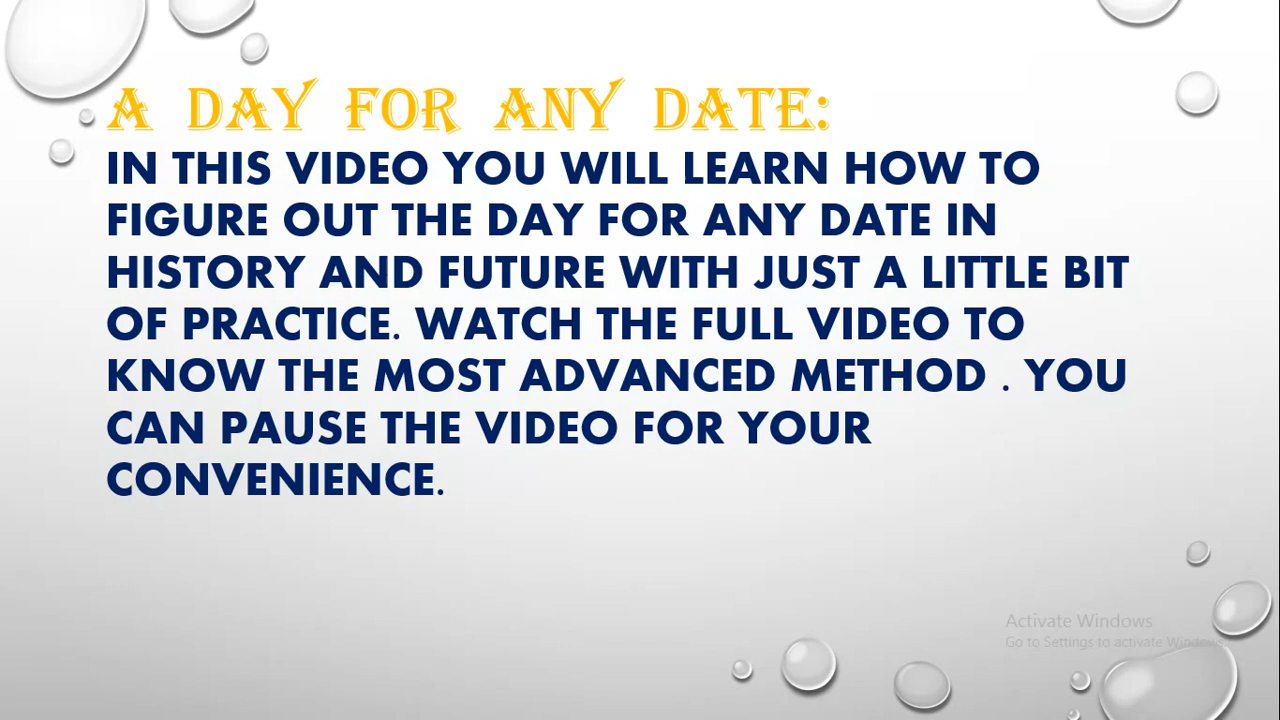 A DAY FOR ANY DATE:
IN THIS VIDEO YOU WILL LEARN HOW TO
FIGURE OUT THE DAY FOR ANY DATE IN
HISTORY AND FUTURE WITH JUST A LITTLE BIT
OF PRACTICE. WATCH THE FULL VIDEO TO
KNOW THE MOST ADVANCED METHOD . YOU
CAN PAUSE THE VIDEO FOR YOUR
CONVENIENCE.
Activate Windows
Go to Settings to activate Windows.